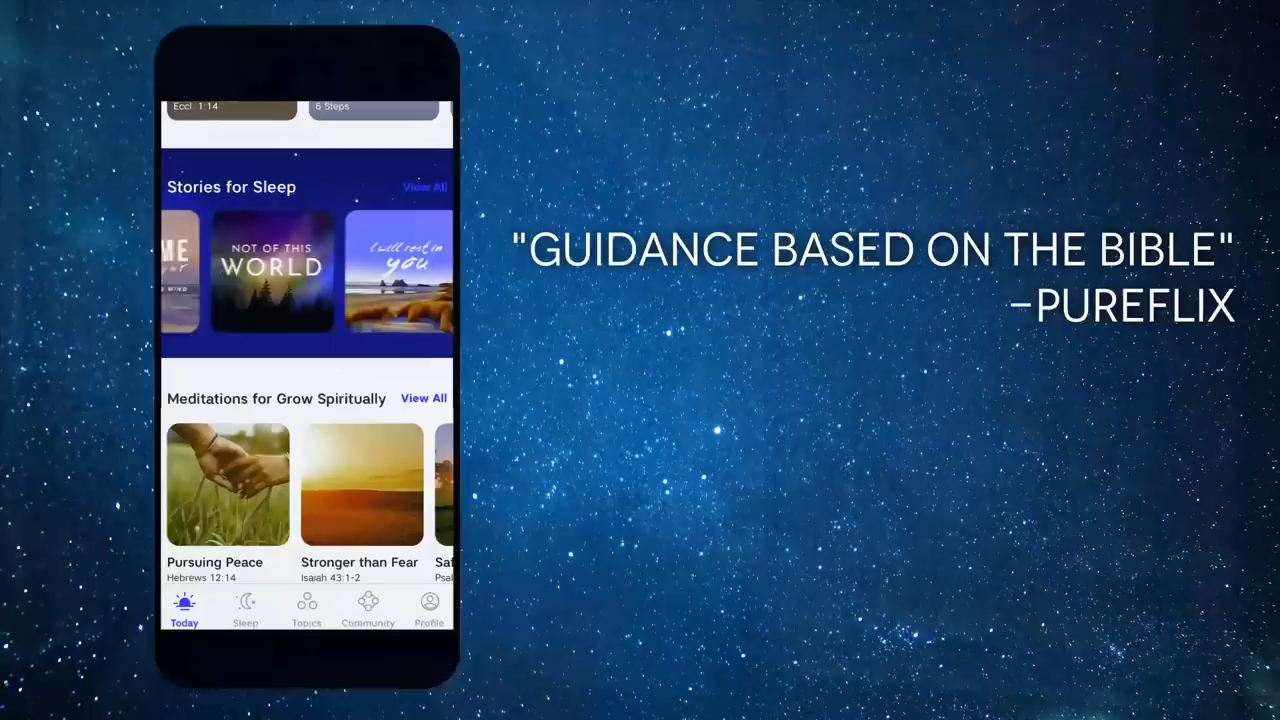 Eccl 1:14
6 Steps
Stories for Sleep
View All
ME
NOT OF THIS
WORLD
I will rest in
you
WIND
Meditations for Grow Spiritually
View All
Pursuing Peace
Hebrews 12:14
Stronger than Fear
Isaiah 43:1-2
Today
Sleep
Topics
Community
Profile
"GUIDANCE BASED ON THE BIBLE"
-PUREFLIX